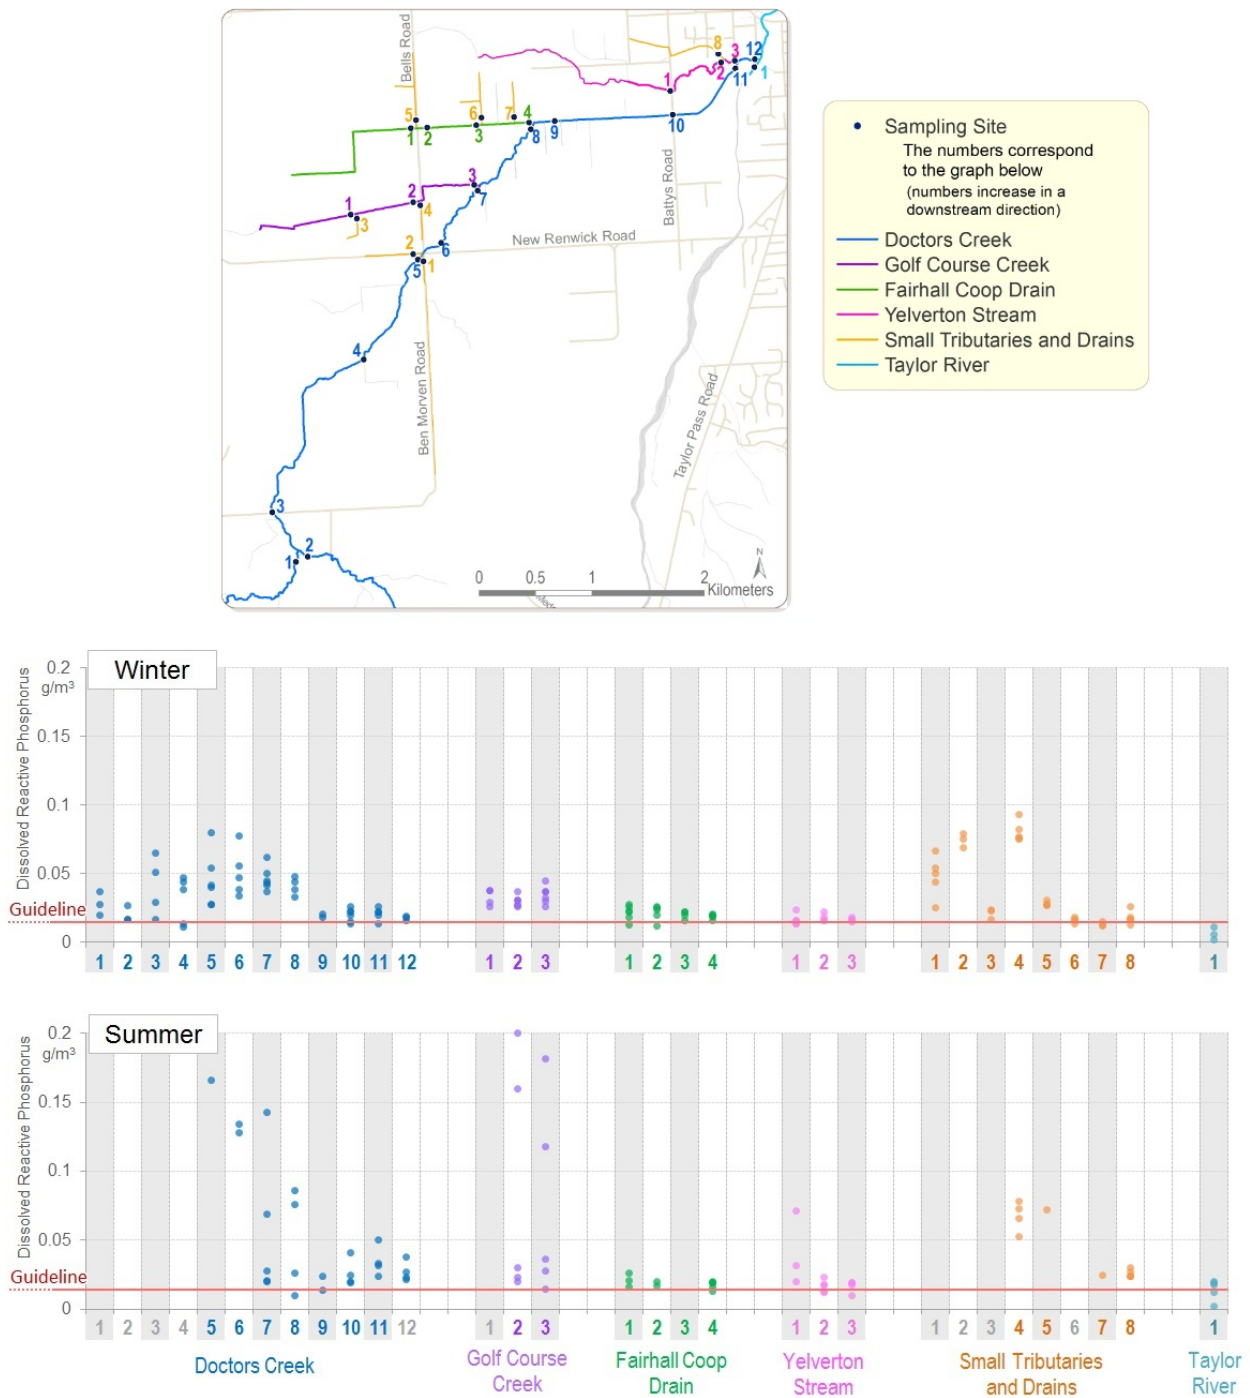 Bells Road
8
3
12
1
2
11
1
5
6
7
4
1
2
3
8
9
10
Battys Road
3
2
1
7
4
3
2
6
New Renwick Road
5
1
4
Ben Morven Road
Taylor Pass Road
3
2
1
N
0
0.5
1
2
Kilometers
Sampling Site
The numbers correspond
to the graph below
(numbers increase in a
downstream direction)
Doctors Creek
Golf Course Creek
Fairhall Coop Drain
Yelverton Stream
Small Tributaries and Drains
Taylor River
Winter
Dissolved Reactive Phosphorus
g/m³
0.2
0.15
0.1
0.05
Guideline
0
1 2 3 4 5 6 7 8 9 10 11 12 1 2 3 1 2 3 4 1 2 3 1 2 3 4 5 6 7 8 1
Summer
Dissolved Reactive Phosphorus
g/m³
0.2
0.15
0.1
0.05
Guideline
0
1 2 3 4 5 6 7 8 9 10 11 12 1 2 3 1 2 3 4 1 2 3 1 2 3 4 5 6 7 8 1
Doctors Creek
Golf Course
Creek
Fairhall Coop
Drain
Yelverton
Stream
Small Tributaries
and Drains
Taylor
River